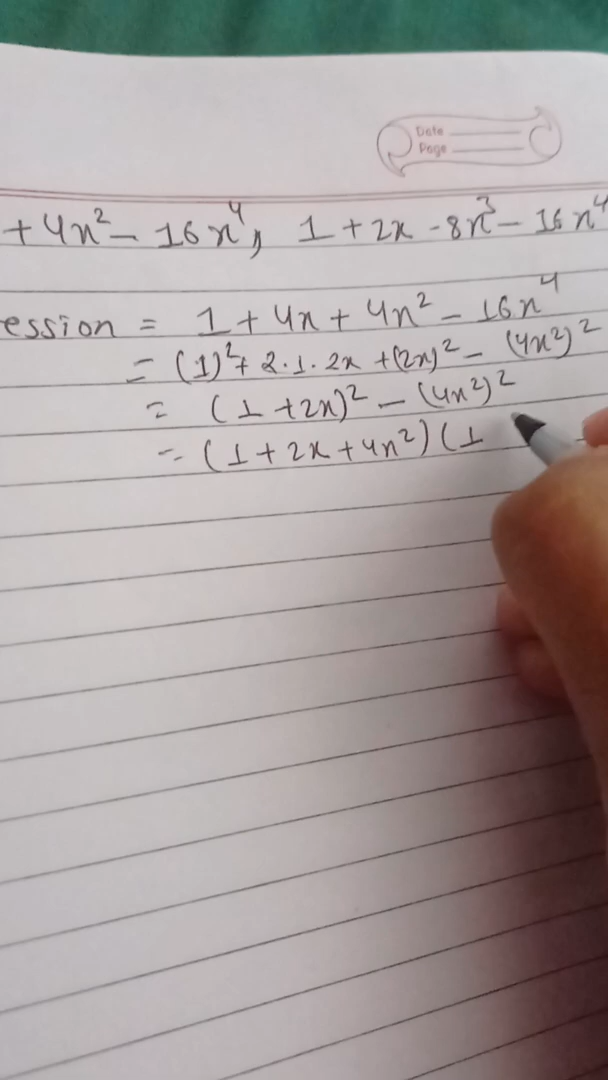 Date
Page
+ 4x² - 16x⁴, 1 + 2x - 8x³ - 16x⁴
ession = 1 + 4x + 4x² - 16x⁴
= (1)² + 2·1·2x + (2x)² - (4x²)²
= (1 + 2x)² - (4x²)²
= (1 + 2x + 4x²) (1